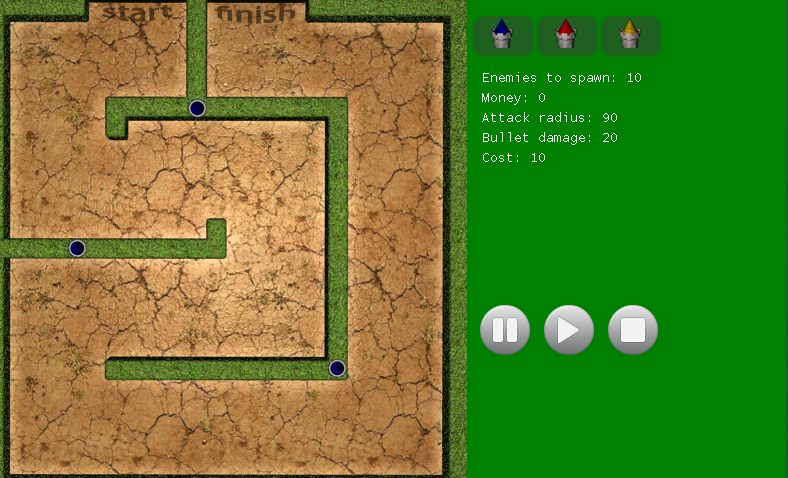 start finish
Enemies to spawn: 10
Money: 0
Attack radius: 90
Bullet damage: 20
Cost: 10